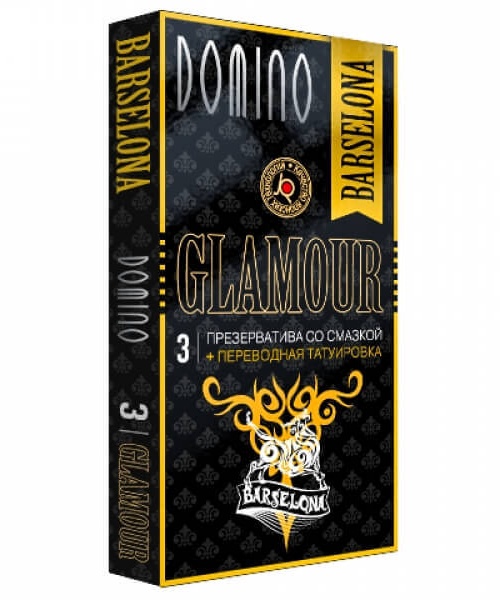 DOMINO
BARSELONA
GLAMOUR
3 ПРЕЗЕРВАТИВА СО СМАЗКОЙ
+ ПЕРЕВОДНАЯ ТАТУИРОВКА
BARSELONA
BARSELONA
DOMINO
3 GLAMOUR